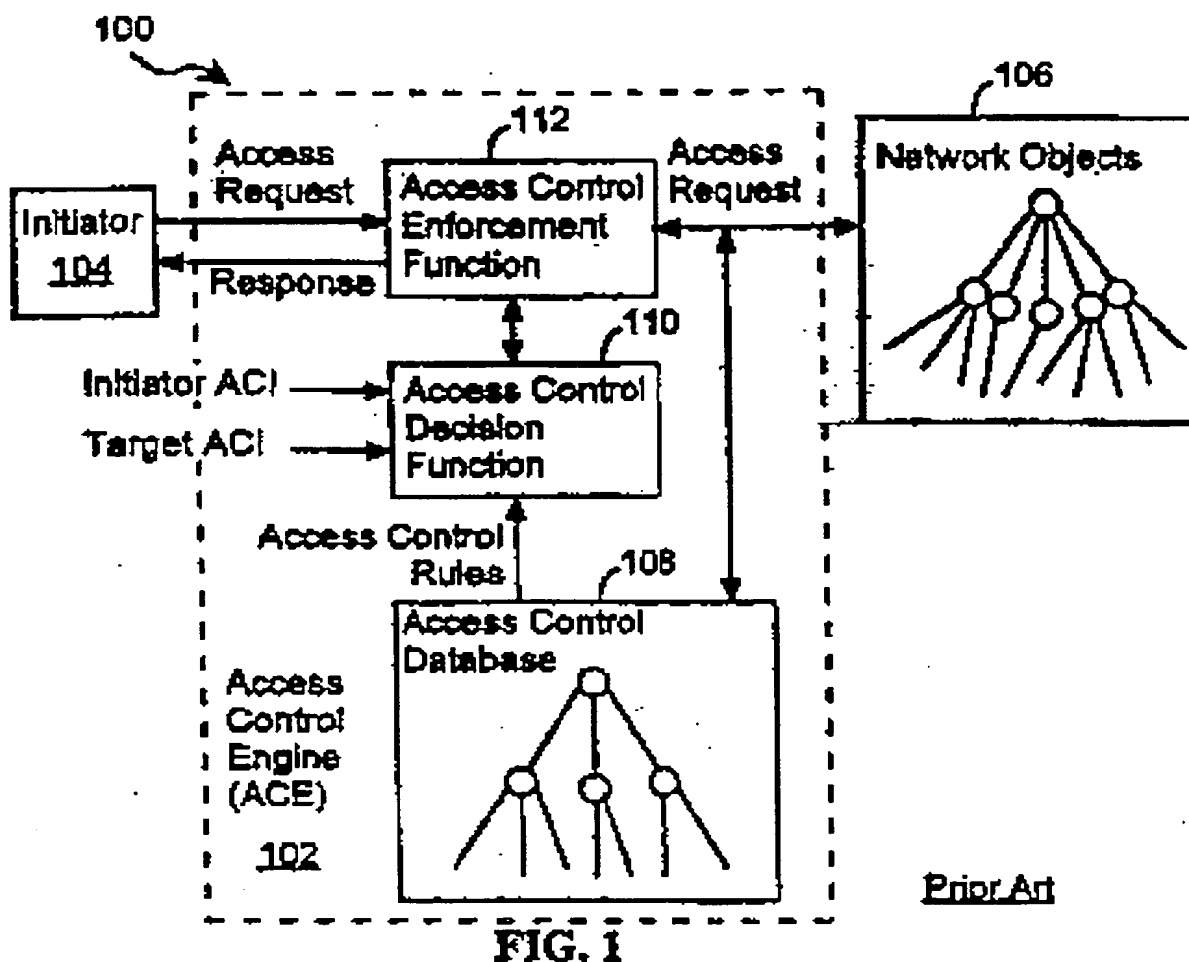 100
112
106
Access
Request
Access Control
Enforcement
Function
Access
Request
Network Objects
Initiator
104
Response
110
Initiator ACI
Target ACI
Access Control
Decision
Function
Access Control
Rules
108
Access Control
Database
Access
Control
Engine
(ACE)
102
Prior Art
FIG. 1